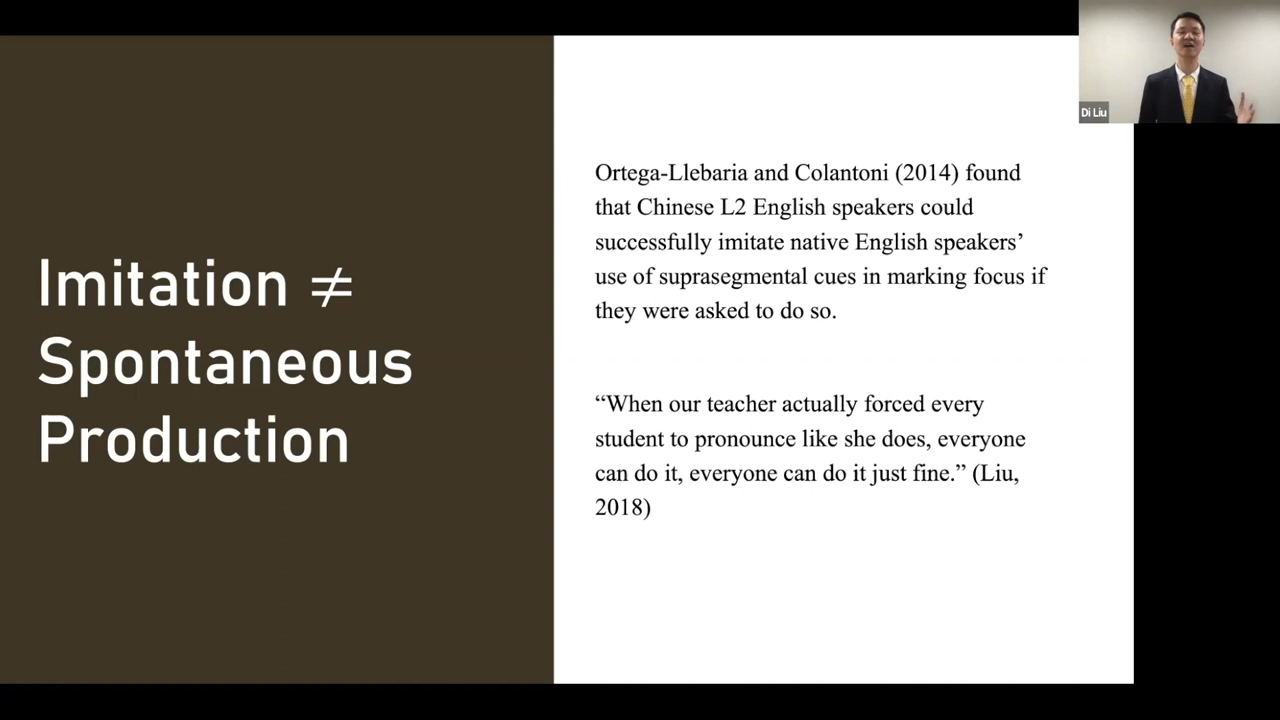 Di Liu
Imitation ≠
Spontaneous
Production
Ortega-Llebaria and Colantoni (2014) found
that Chinese L2 English speakers could
successfully imitate native English speakers’
use of suprasegmental cues in marking focus if
they were asked to do so.
“When our teacher actually forced every
student to pronounce like she does, everyone
can do it, everyone can do it just fine.” (Liu,
2018)